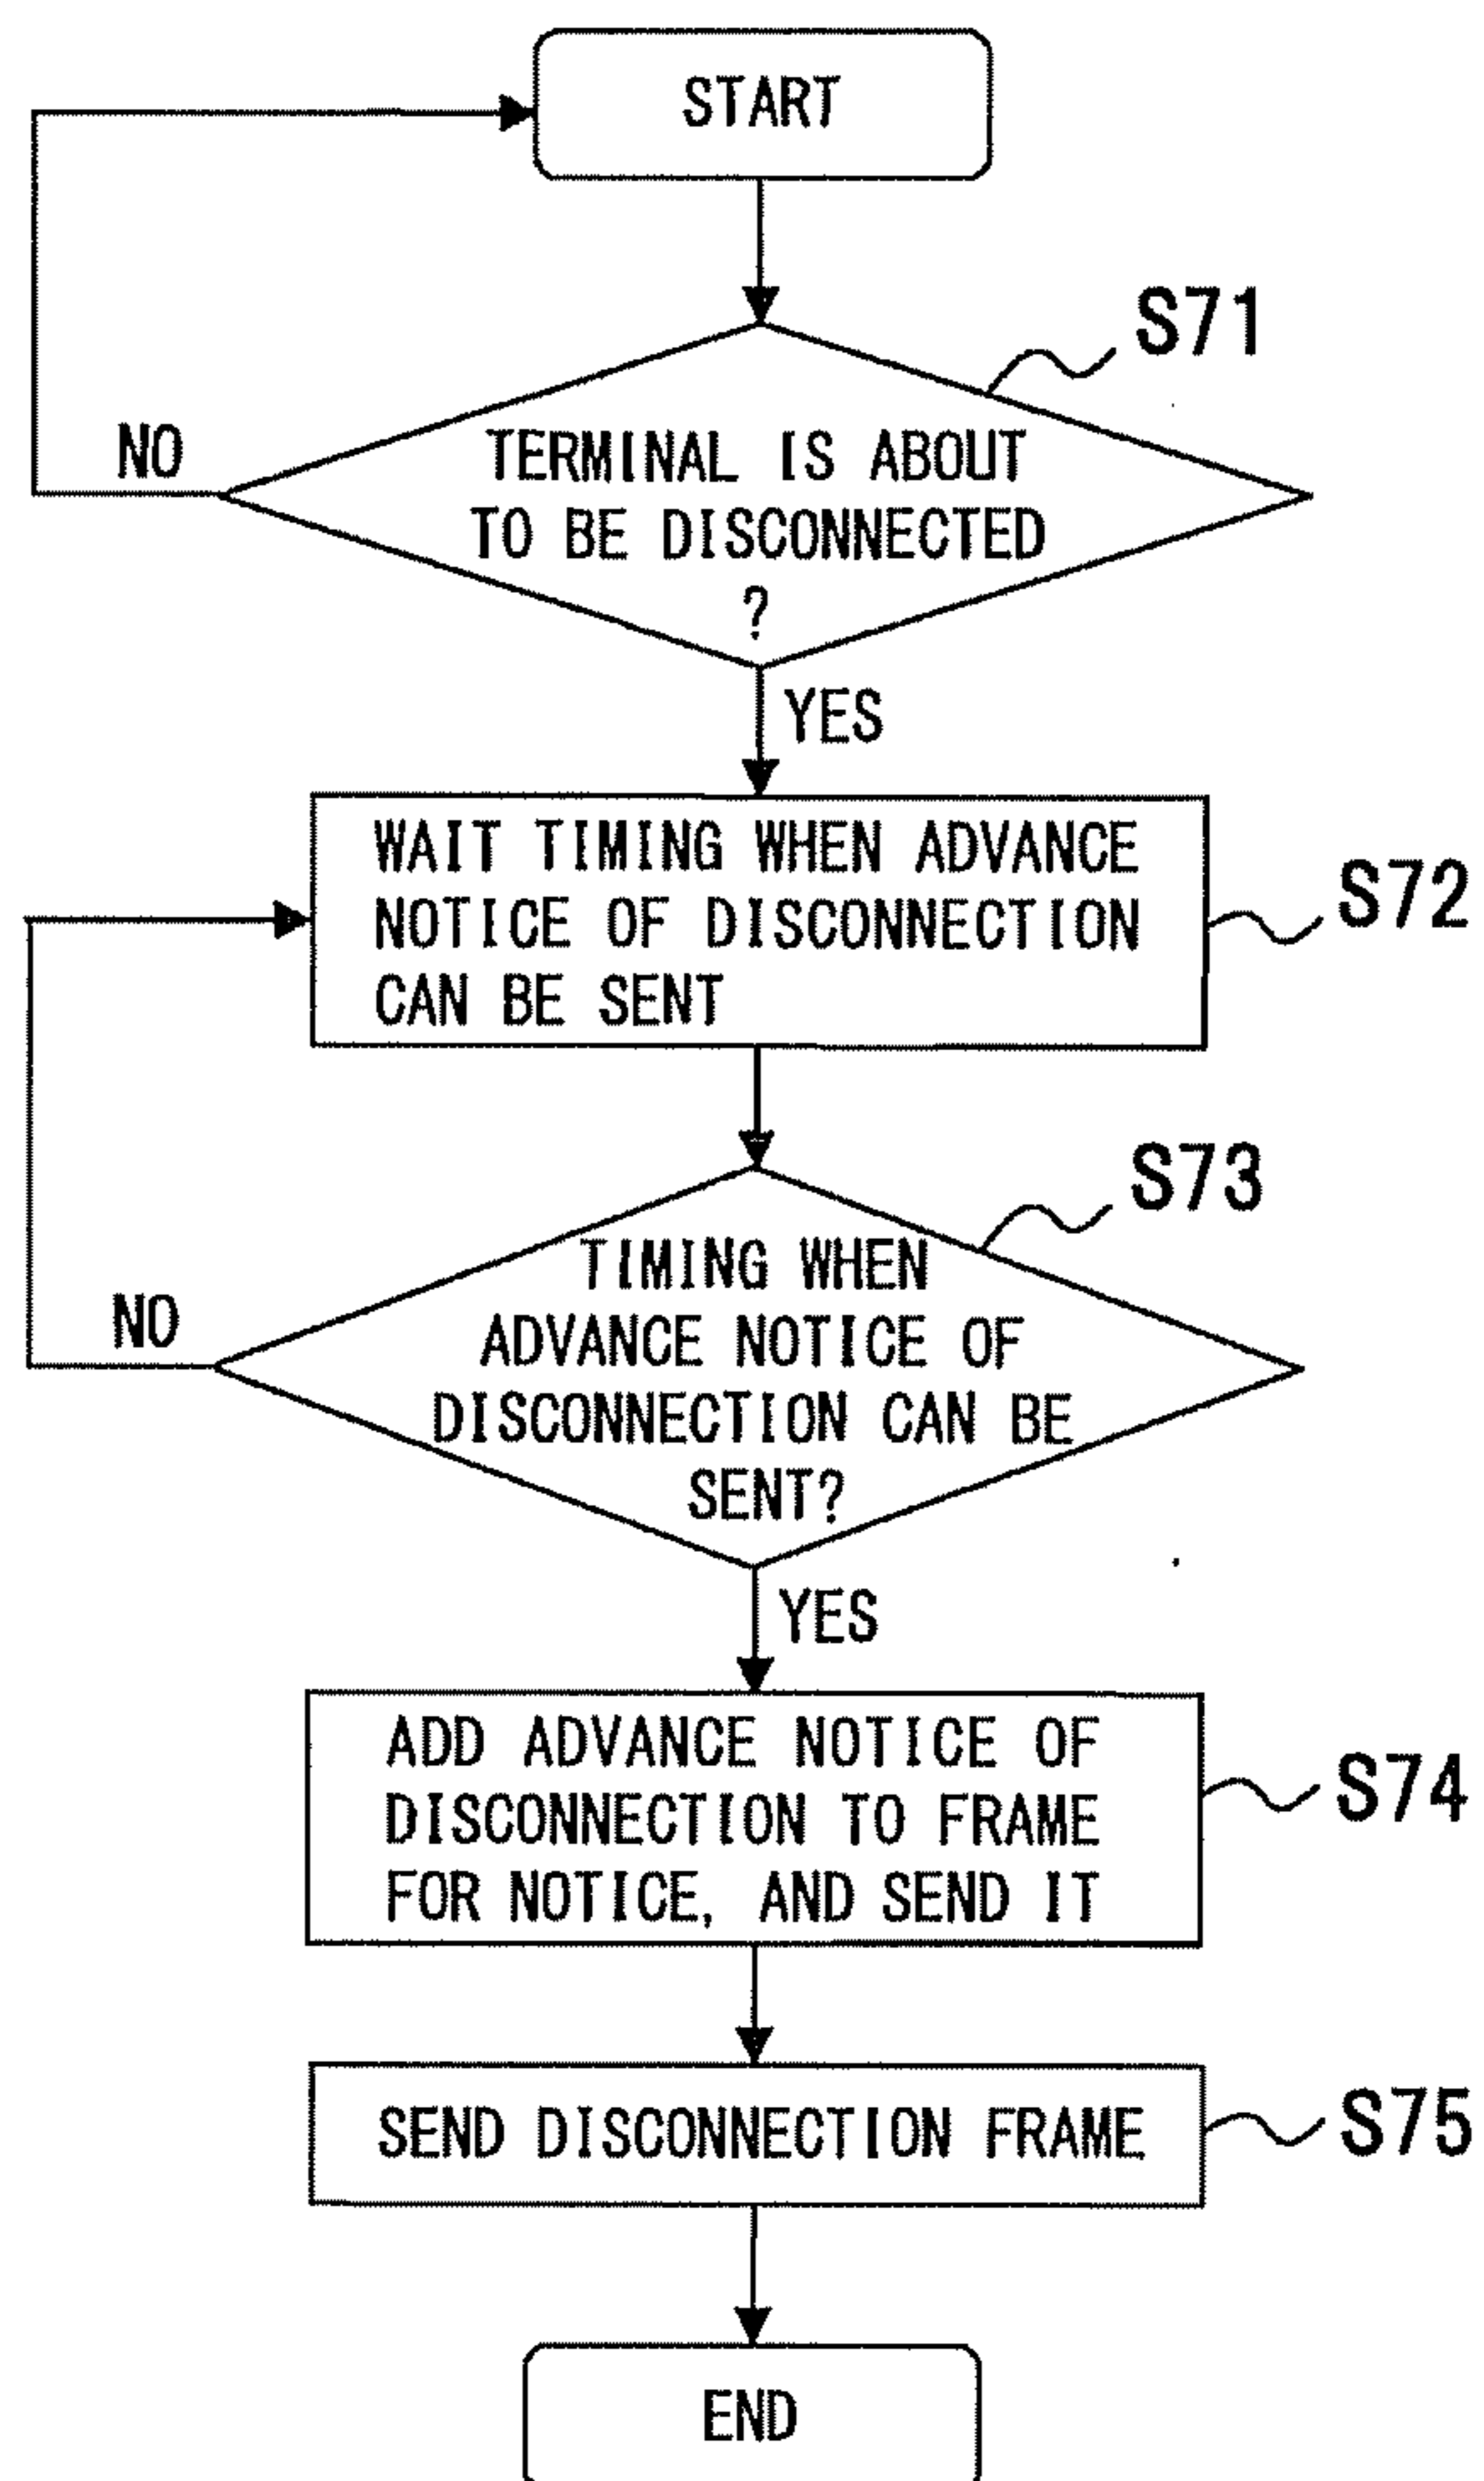 START
S71
NO
TERMINAL IS ABOUT
TO BE DISCONNECTED
?
YES
WAIT TIMING WHEN ADVANCE
NOTICE OF DISCONNECTION
CAN BE SENT
S72
S73
NO
TIMING WHEN
ADVANCE NOTICE OF
DISCONNECTION CAN BE
SENT?
YES
ADD ADVANCE NOTICE OF
DISCONNECTION TO FRAME
FOR NOTICE, AND SEND IT
S74
SEND DISCONNECTION FRAME
S75
END